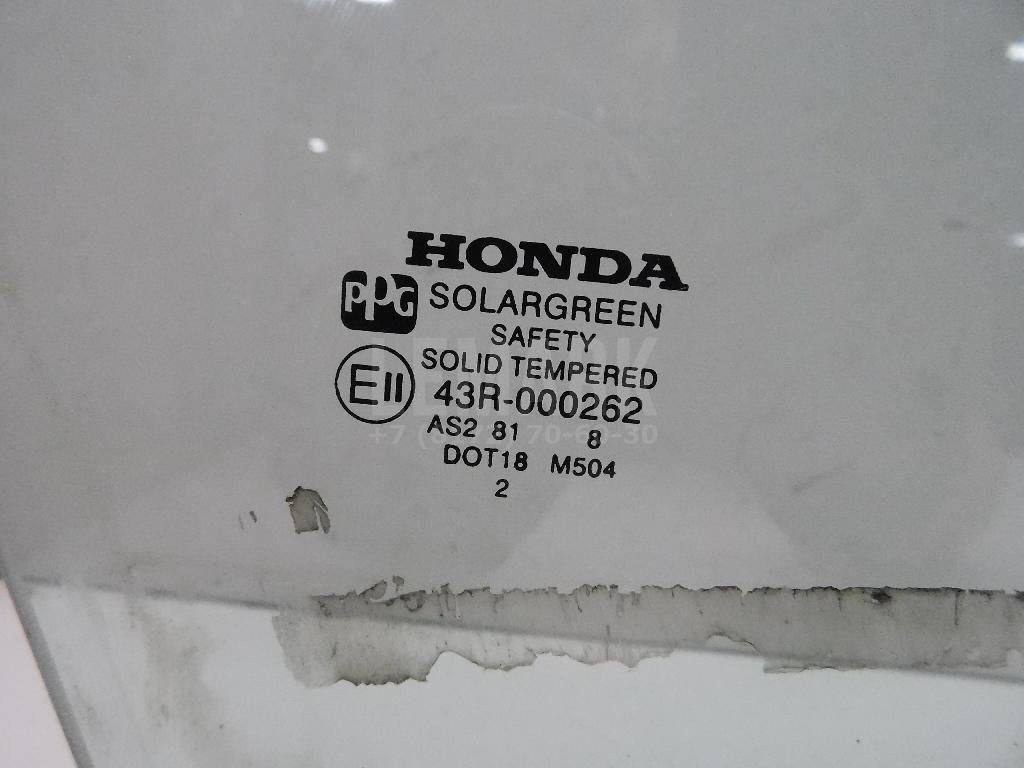 HONDA
PPG SOLARGREEN
SAFETY
SOLID TEMPERED
E11 43R-000262
AS2 81 8
DOT18 M504
2